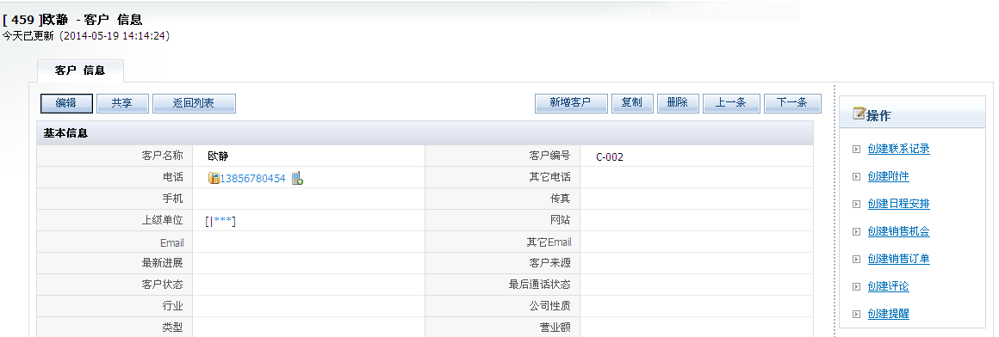 [ 459 ]欧静 - 客户 信息
今天已更新 (2014-05-19 14:14:24)
客户 信息
编辑 共享 返回列表 新增客户 复制 删除 上一条 下一条
基本信息
客户名称 欧静 客户编号 C-002
电话 13856780454 其它电话
手机 传真
上级单位 [|***] 网站
Email 其它Email
最新进展 客户来源
客户状态 最后通话状态
行业 公司性质
类型 营业额
操作
创建联系记录
创建附件
创建日程安排
创建销售机会
创建销售订单
创建评论
创建提醒